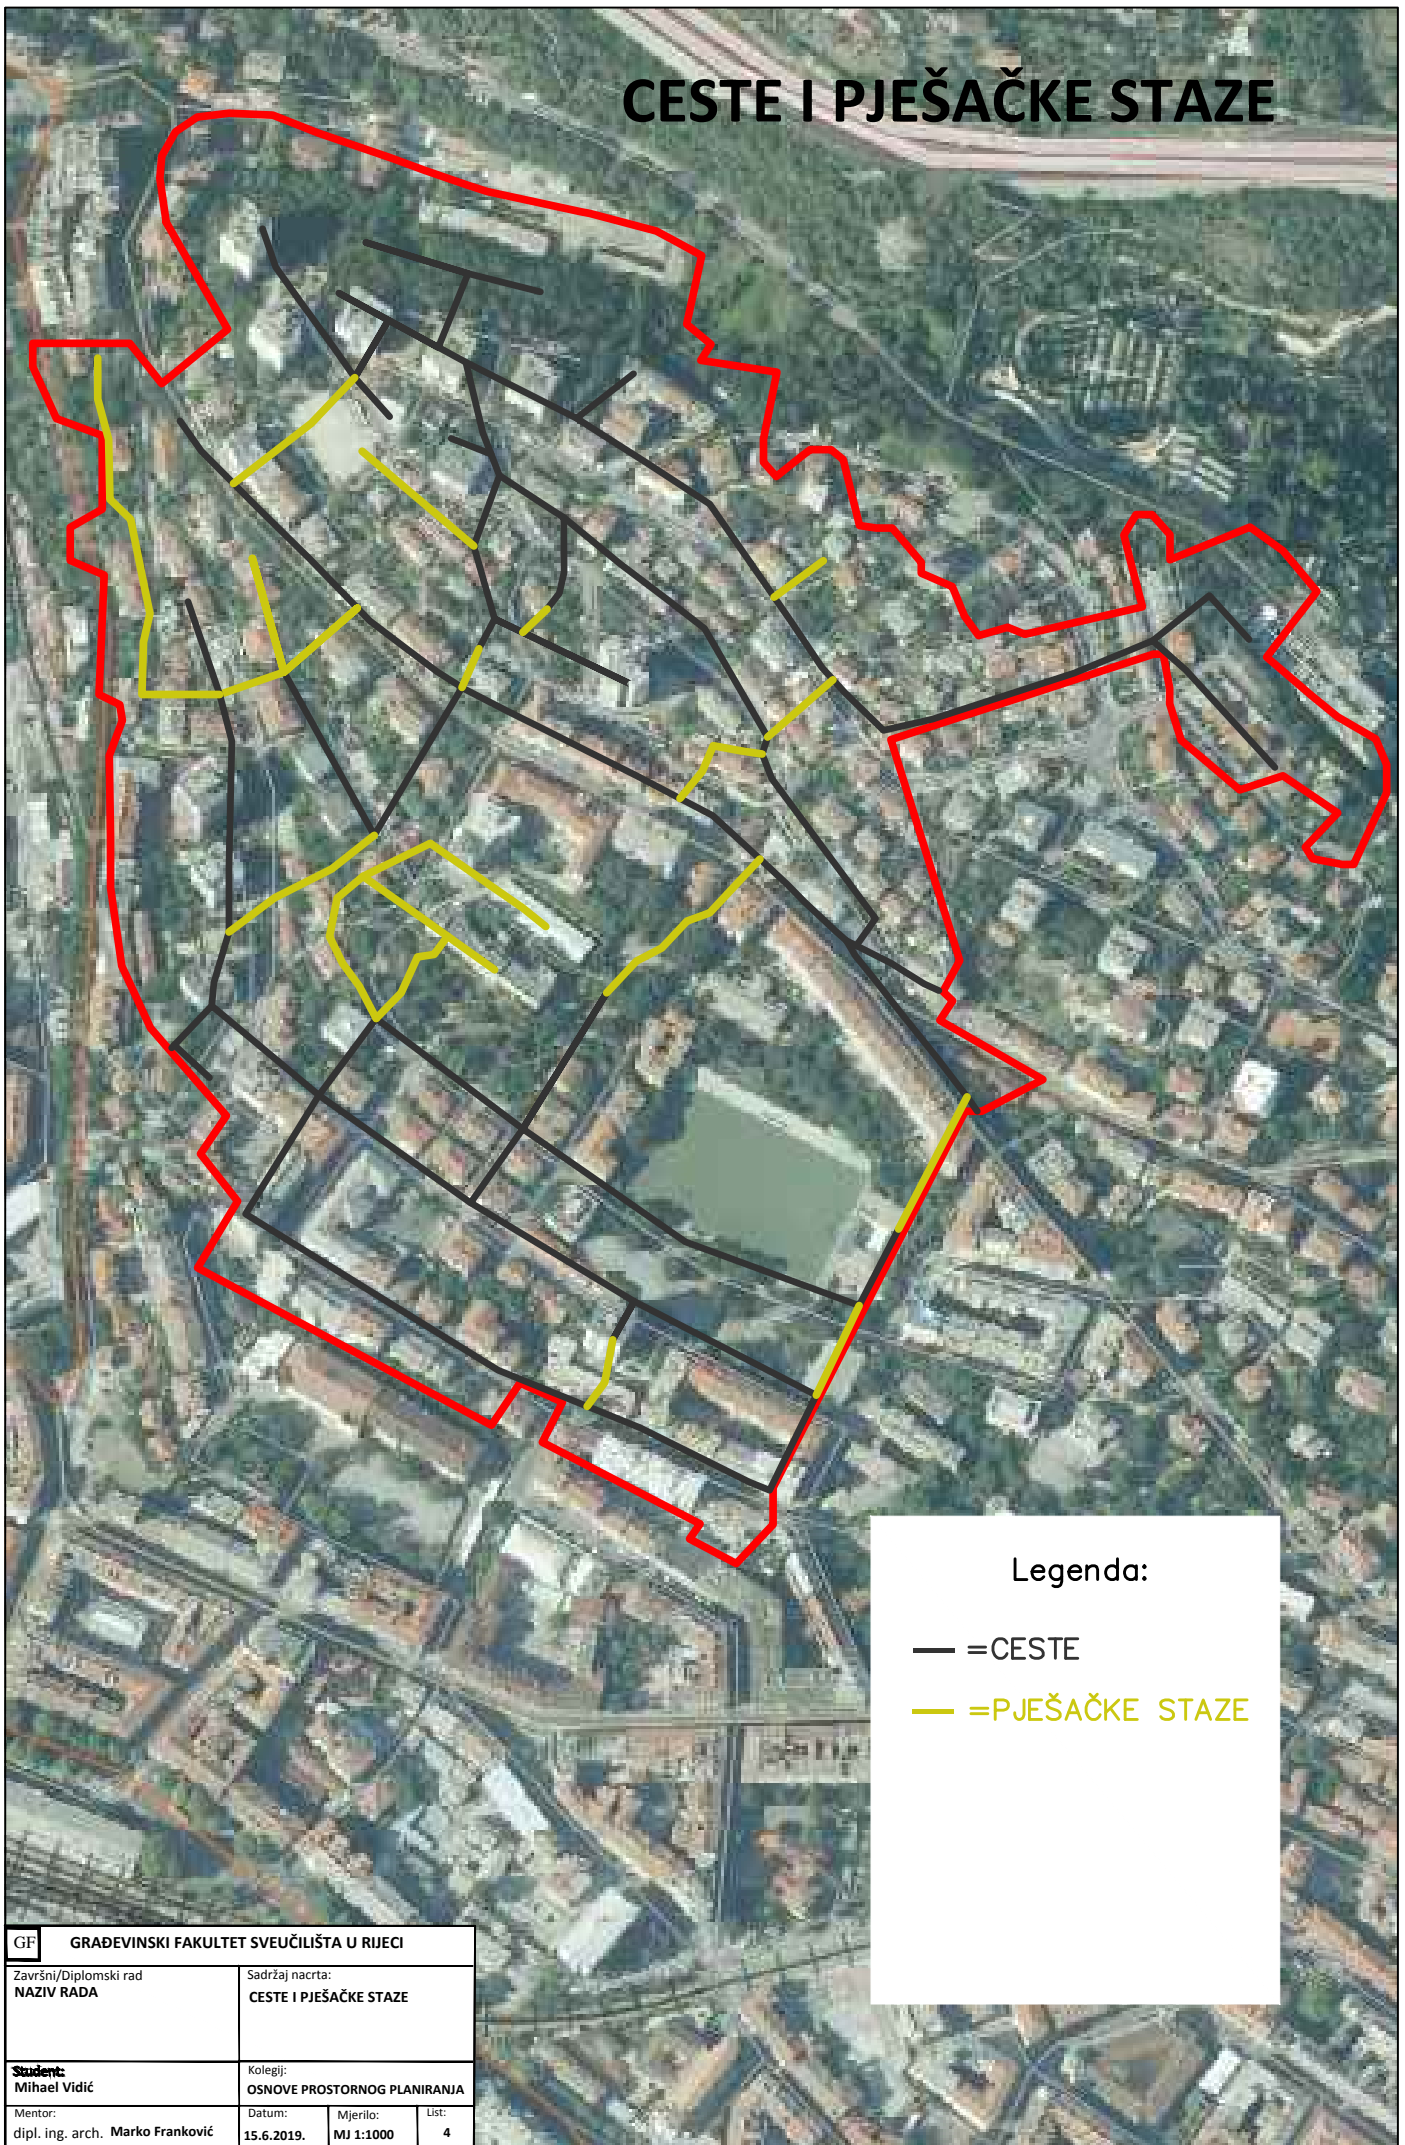 CESTE I PJEŠAČKE STAZE
Legenda:
=CESTE
=PJEŠAČKE STAZE
GF
GRAĐEVINSKI FAKULTET SVEUČILIŠTA U RIJECI
Završni/Diplomski rad
NAZIV RADA
Sadržaj nacrta:
CESTE I PJEŠAČKE STAZE
Student:
Mihael Vidić
Kolegij:
OSNOVE PROSTORNOG PLANIRANJA
Mentor:
dipl. ing. arch. Marko Franković
Datum:
15.6.2019.
Mjerilo:
MJ 1:1000
List:
4